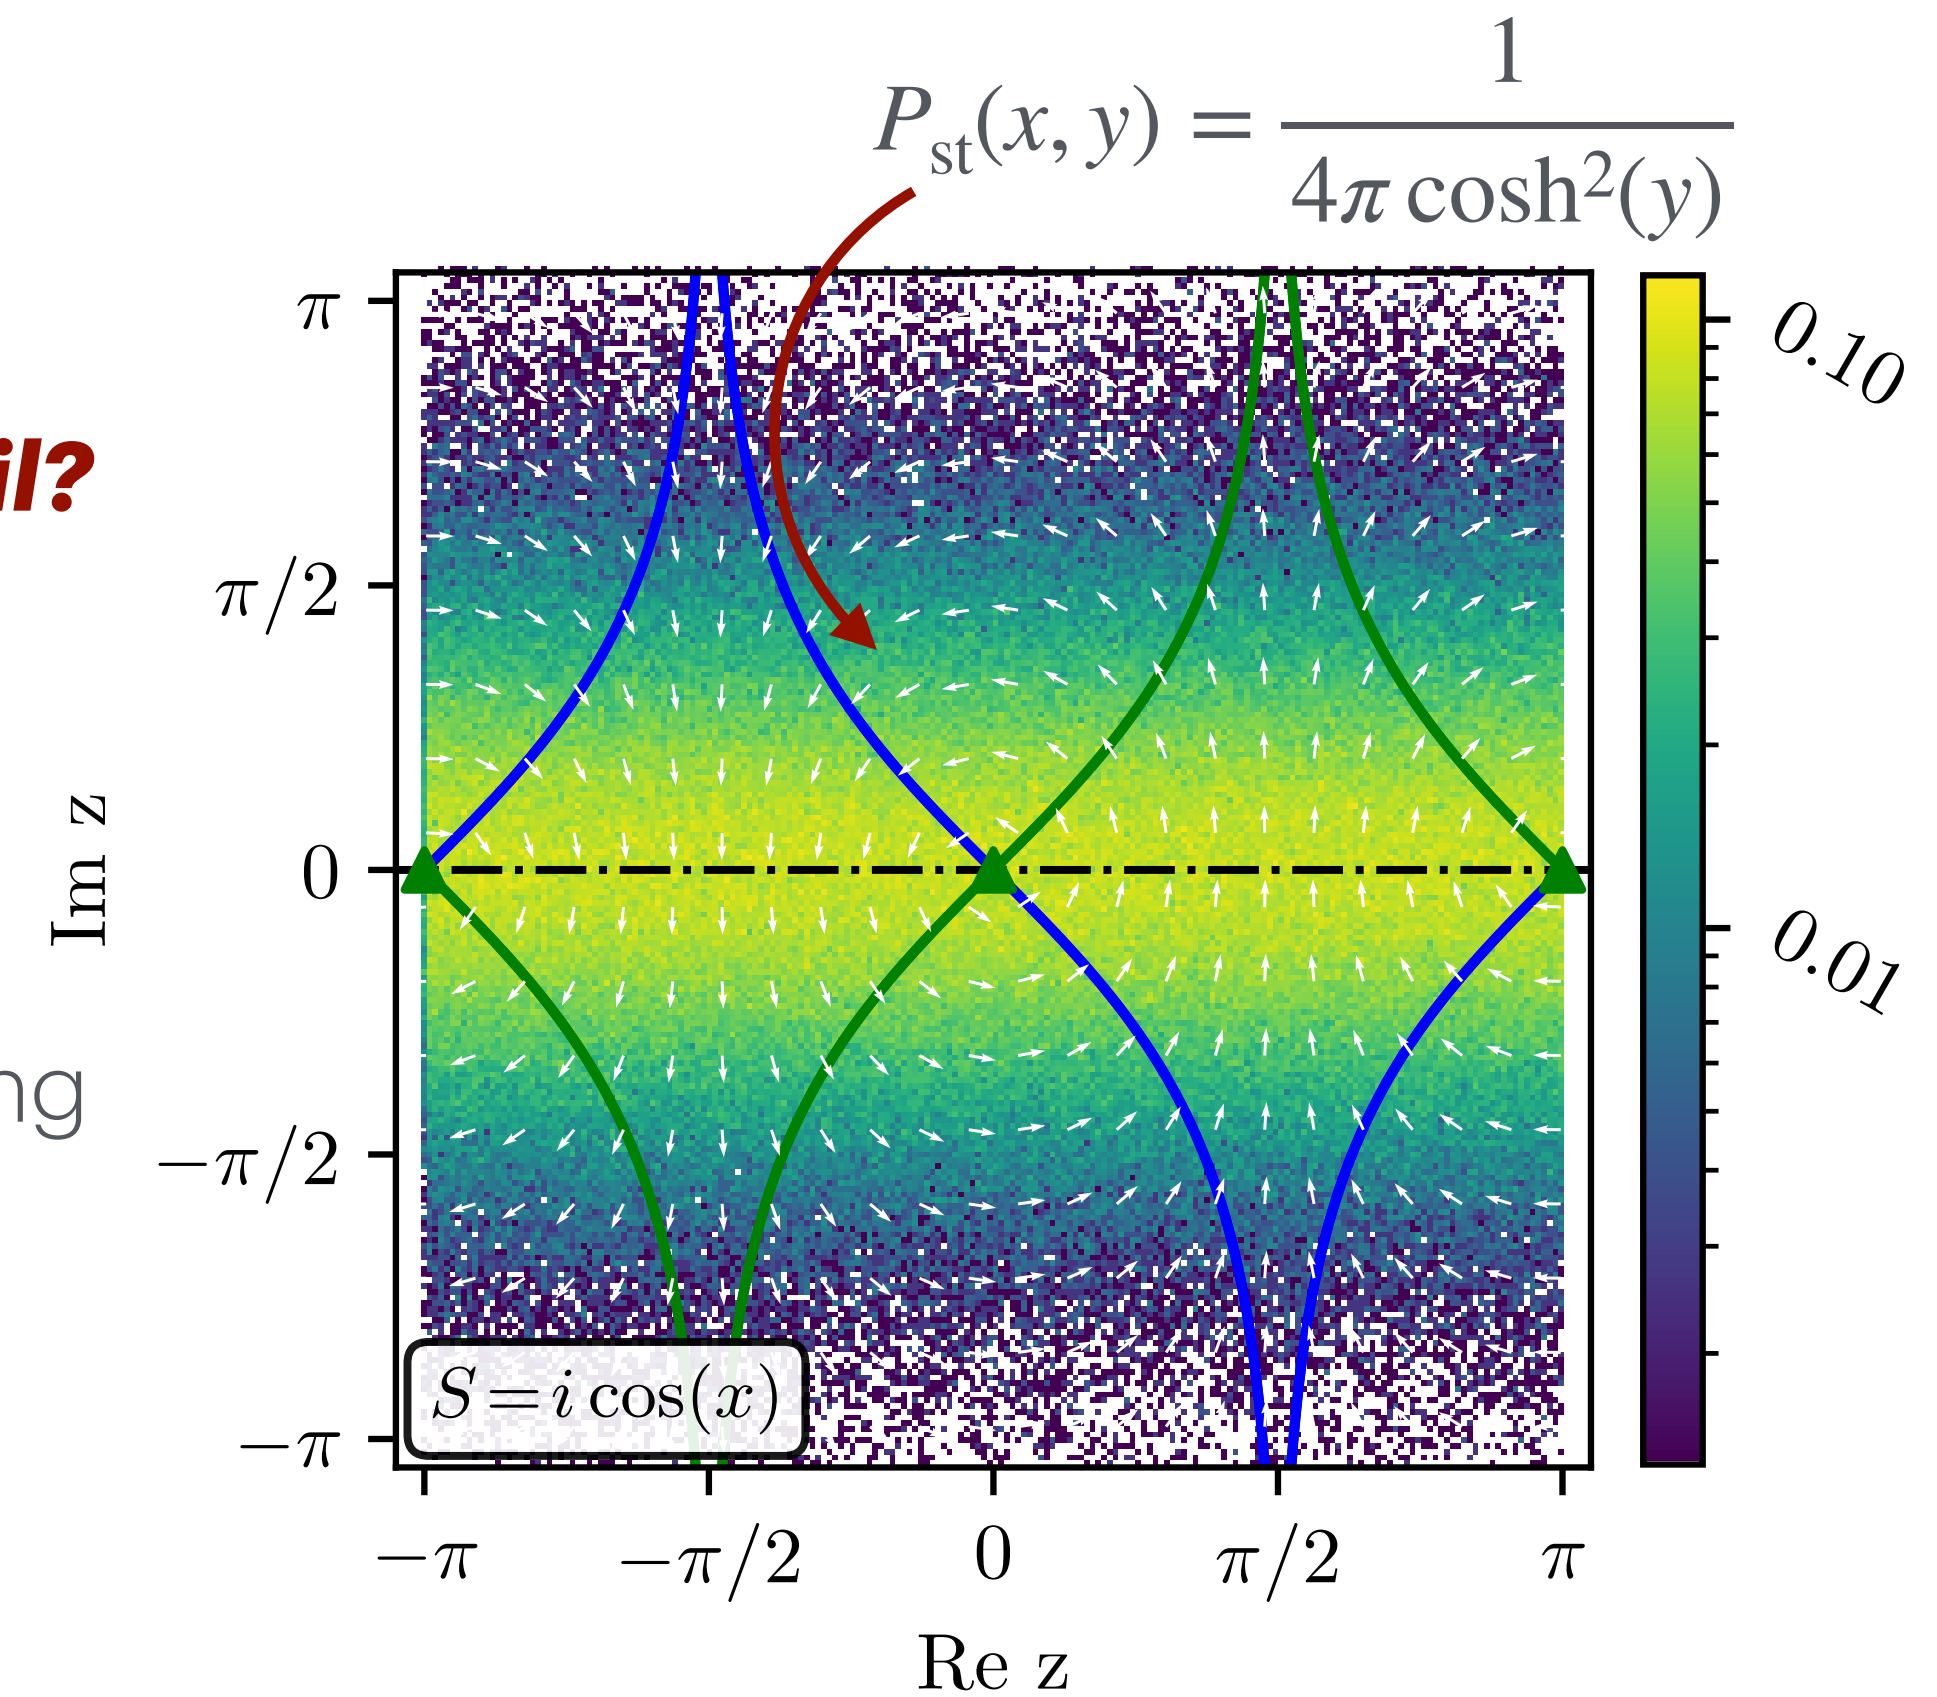 P_st(x, y) = 1 / (4π cosh²(y))
il?
ng
π
π/2
0
−π/2
−π
Im z
S = i cos(x)
−π
−π/2
0
π/2
π
Re z
0.10
0.01